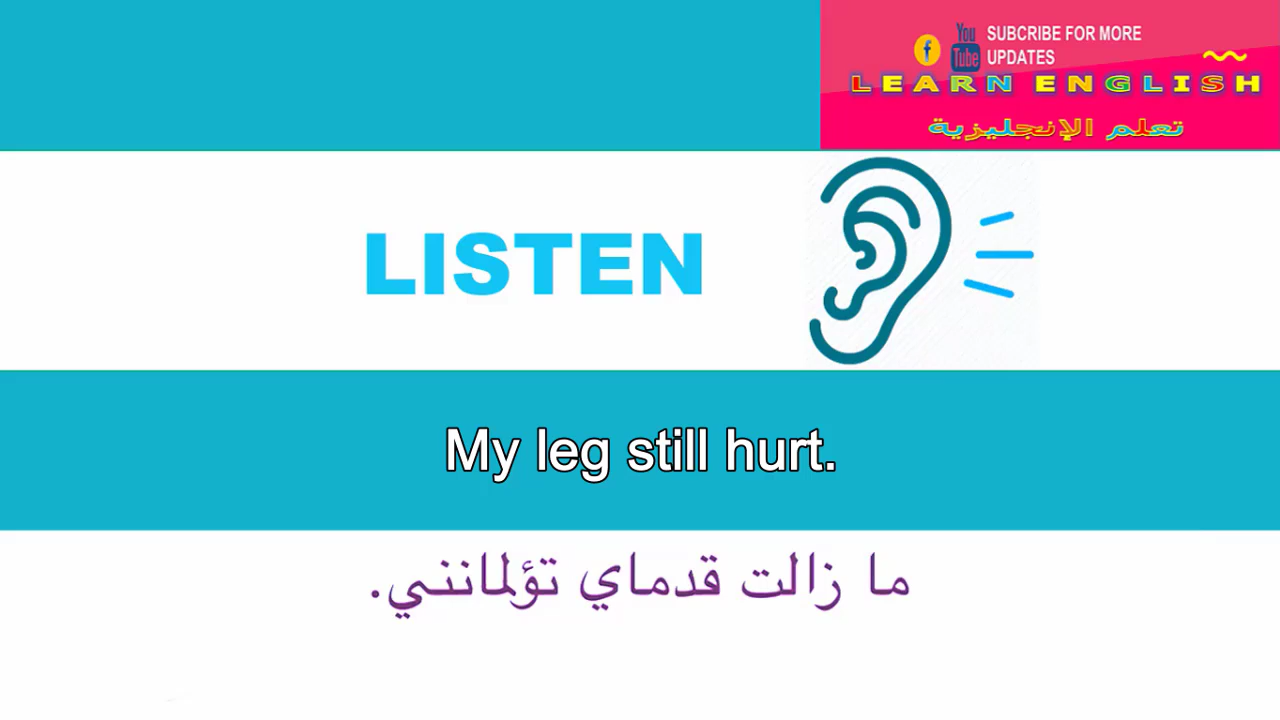 You
Tube
SUBCRIBE FOR MORE
UPDATES
LEARN ENGLISH
تعلم الإنجليزية
LISTEN
My leg still hurt.
ما زالت قدماي تؤلمانني.